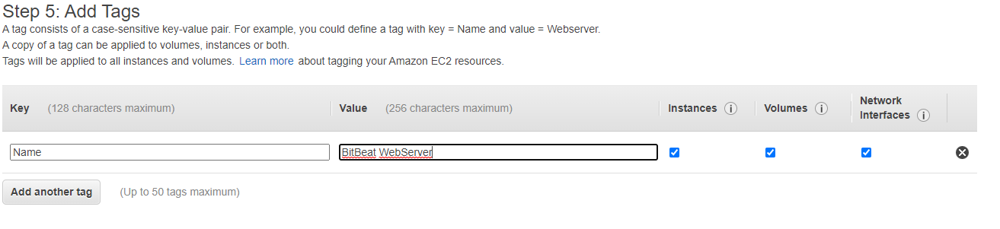 Step 5: Add Tags
A tag consists of a case-sensitive key-value pair. For example, you could define a tag with key = Name and value = Webserver.
A copy of a tag can be applied to volumes, instances or both.
Tags will be applied to all instances and volumes. Learn more about tagging your Amazon EC2 resources.
Key (128 characters maximum) Value (256 characters maximum) Instances i Volumes i Network Interfaces i
Name BitBeat WebServer
Add another tag (Up to 50 tags maximum)